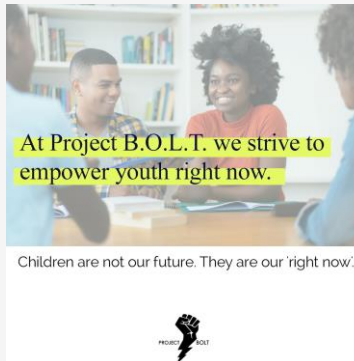 At Project B.O.L.T. we strive to
empower youth right now.
Children are not our future. They are our 'right now'.
PROJECT BOLT